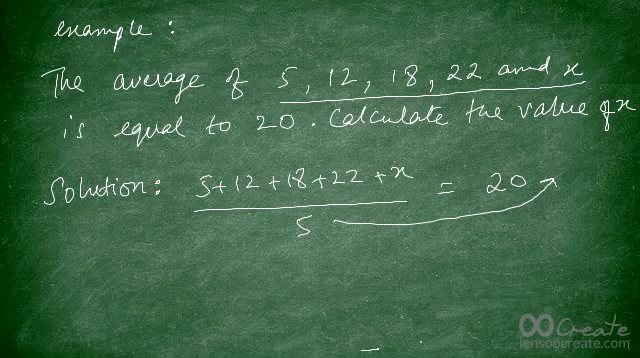 example:
The average of 5, 12, 18, 22 and x
is equal to 20. Calculate the value of x
Solution: 5+12+18+22+x / 5 = 20
Create
lensoocreate.com